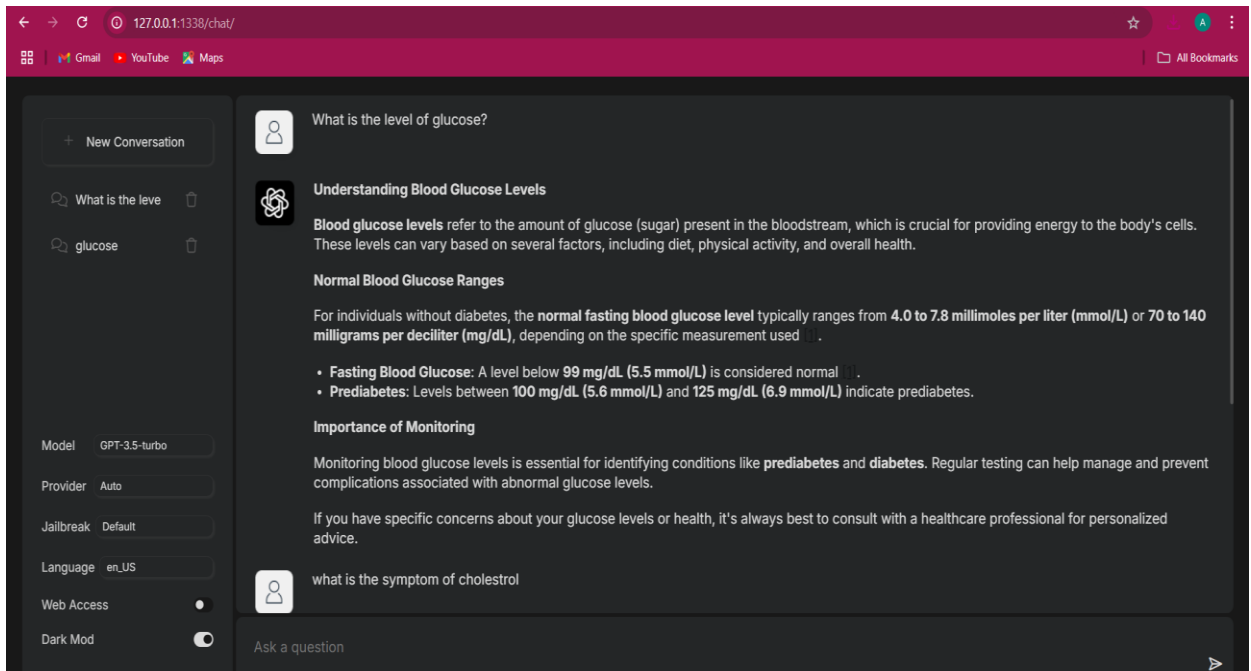 127.0.0.1:1338/chat/
A
Gmail YouTube Maps
All Bookmarks
+ New Conversation
What is the leve
glucose
What is the level of glucose?
Understanding Blood Glucose Levels
Blood glucose levels refer to the amount of glucose (sugar) present in the bloodstream, which is crucial for providing energy to the body's cells.
These levels can vary based on several factors, including diet, physical activity, and overall health.
Normal Blood Glucose Ranges
For individuals without diabetes, the normal fasting blood glucose level typically ranges from 4.0 to 7.8 millimoles per liter (mmol/L) or 70 to 140
milligrams per deciliter (mg/dL), depending on the specific measurement used [1].
• Fasting Blood Glucose: A level below 99 mg/dL (5.5 mmol/L) is considered normal [1].
• Prediabetes: Levels between 100 mg/dL (5.6 mmol/L) and 125 mg/dL (6.9 mmol/L) indicate prediabetes.
Importance of Monitoring
Monitoring blood glucose levels is essential for identifying conditions like prediabetes and diabetes. Regular testing can help manage and prevent
complications associated with abnormal glucose levels.
If you have specific concerns about your glucose levels or health, it's always best to consult with a healthcare professional for personalized
advice.
what is the symptom of cholestrol
Model GPT-3.5-turbo
Provider Auto
Jailbreak Default
Language en_US
Web Access
Dark Mod
Ask a question